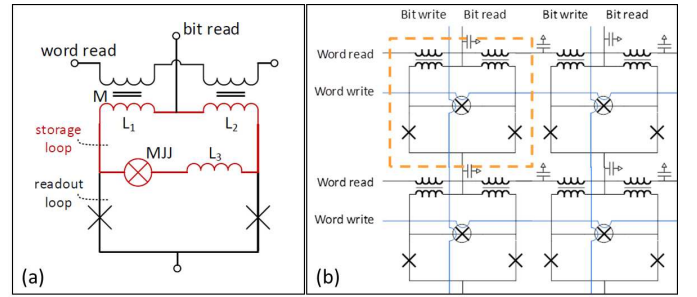 bit read
word read
M
L1
L2
storage
loop
MJJ
L3
readout
loop
(a)
Bit write
Bit read
Bit write
Bit read
Word read
Word write
Word read
Word write
(b)